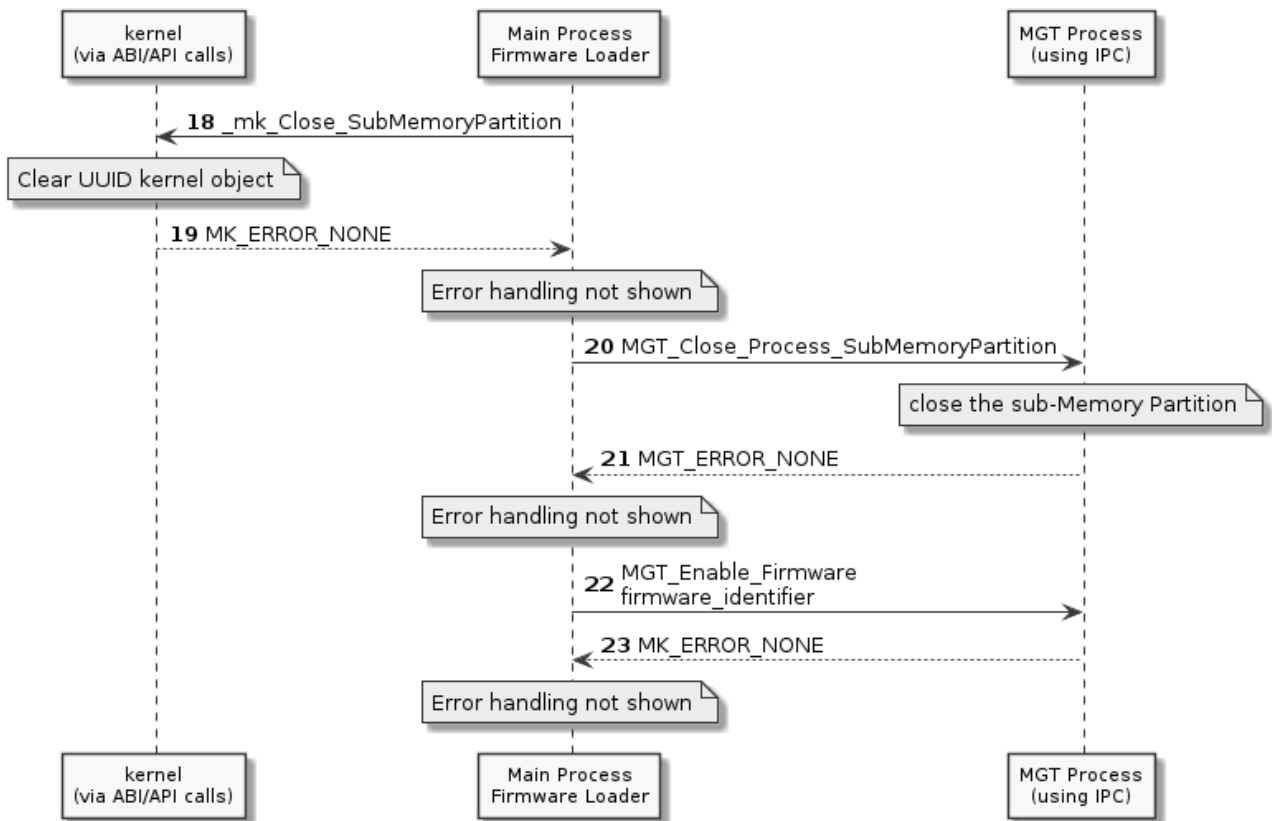 kernel
(via ABI/API calls)
Main Process
Firmware Loader
MGT Process
(using IPC)
18 _mk_Close_SubMemoryPartition
Clear UUID kernel object
19 MK_ERROR_NONE
Error handling not shown
20 MGT_Close_Process_SubMemoryPartition
close the sub-Memory Partition
21 MGT_ERROR_NONE
Error handling not shown
22 MGT_Enable_Firmware
firmware_identifier
23 MK_ERROR_NONE
Error handling not shown
kernel
(via ABI/API calls)
Main Process
Firmware Loader
MGT Process
(using IPC)